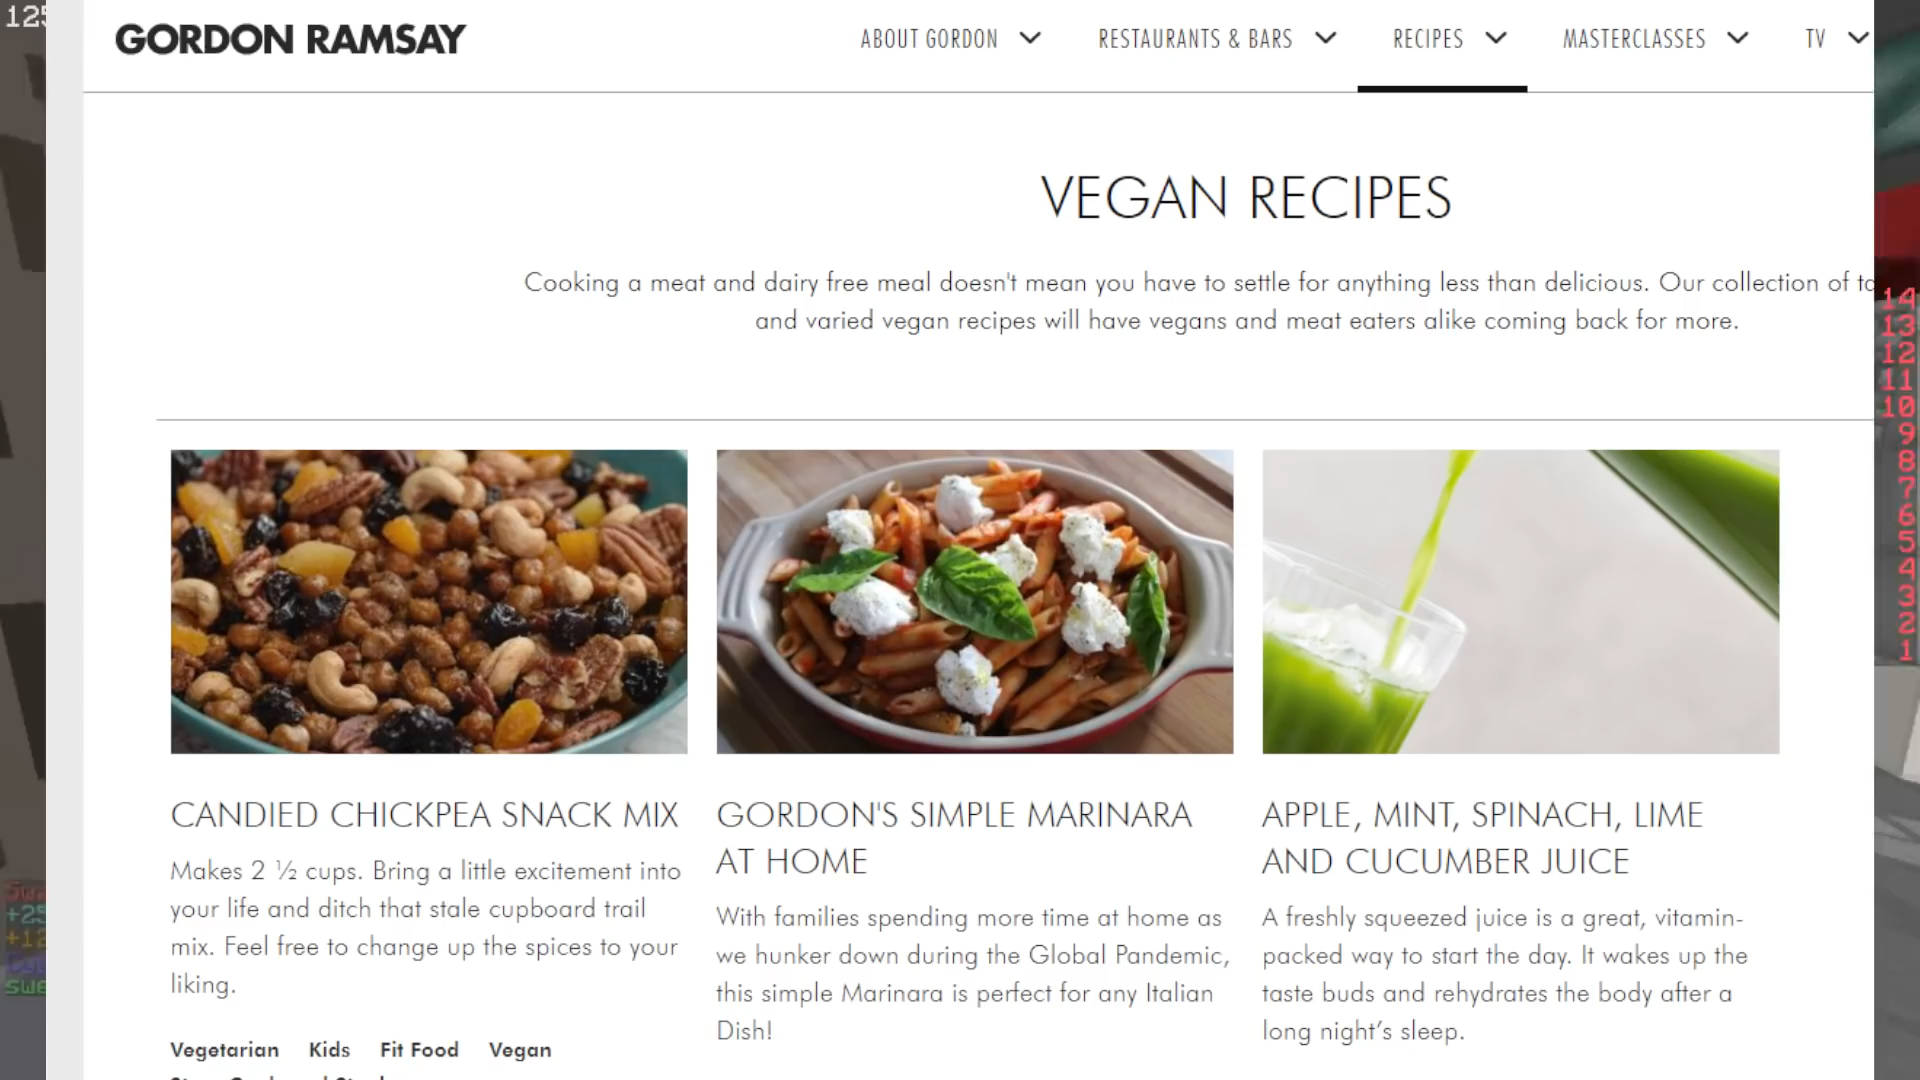 125
GORDON RAMSAY
ABOUT GORDON
RESTAURANTS & BARS
RECIPES
MASTERCLASSES
TV
VEGAN RECIPES
Cooking a meat and dairy free meal doesn't mean you have to settle for anything less than delicious. Our collection of
and varied vegan recipes will have vegans and meat eaters alike coming back for more.
14
13
12
11
10
9
8
7
6
5
4
3
2
1
CANDIED CHICKPEA SNACK MIX
Makes 2 ½ cups. Bring a little excitement into
your life and ditch that stale cupboard trail
mix. Feel free to change up the spices to your
liking.
Vegetarian Kids Fit Food Vegan
GORDON'S SIMPLE MARINARA
AT HOME
With families spending more time at home as
we hunker down during the Global Pandemic,
this simple Marinara is perfect for any Italian
Dish!
APPLE, MINT, SPINACH, LIME
AND CUCUMBER JUICE
A freshly squeezed juice is a great, vitamin-
packed way to start the day. It wakes up the
taste buds and rehydrates the body after a
long night’s sleep.